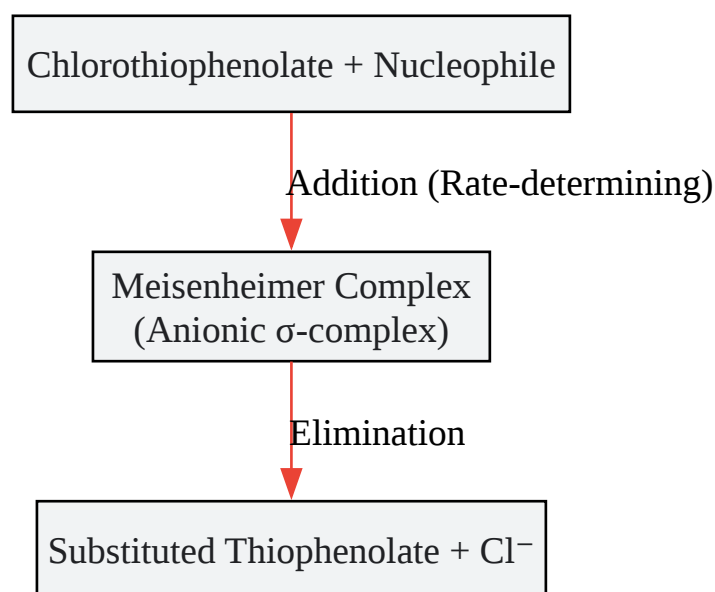 Chlorothiophenolate + Nucleophile
Addition (Rate-determining)
Meisenheimer Complex
(Anionic σ-complex)
Elimination
Substituted Thiophenolate + Cl⁻